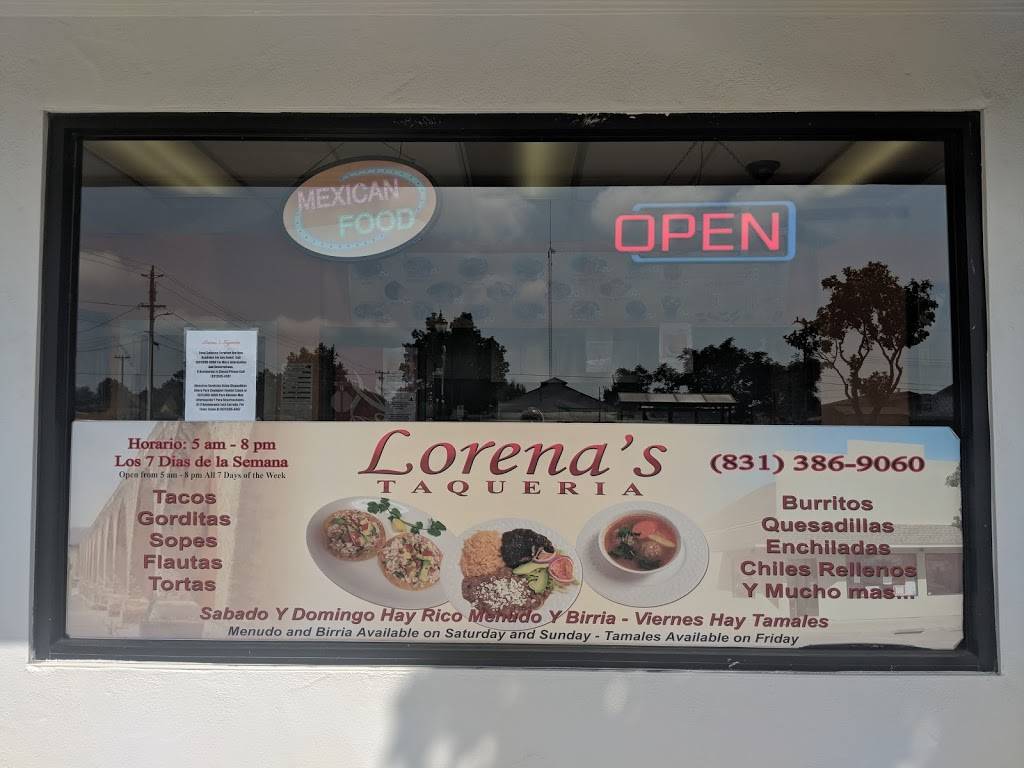 MEXICAN
FOOD
OPEN
Lorena's Taqueria
Horario: 5 am - 8 pm
Los 7 Dias de la Semana
Open from 5 am - 8 pm All 7 Days of the Week
Tacos
Gorditas
Sopes
Flautas
Tortas
Lorena's
TAQUERIA
(831) 386-9060
Burritos
Quesadillas
Enchiladas
Chiles Rellenos
Y Mucho mas...
Sabado Y Domingo Hay Rico Menudo Y Birria - Viernes Hay Tamales
Menudo and Birria Available on Saturday and Sunday - Tamales Available on Friday